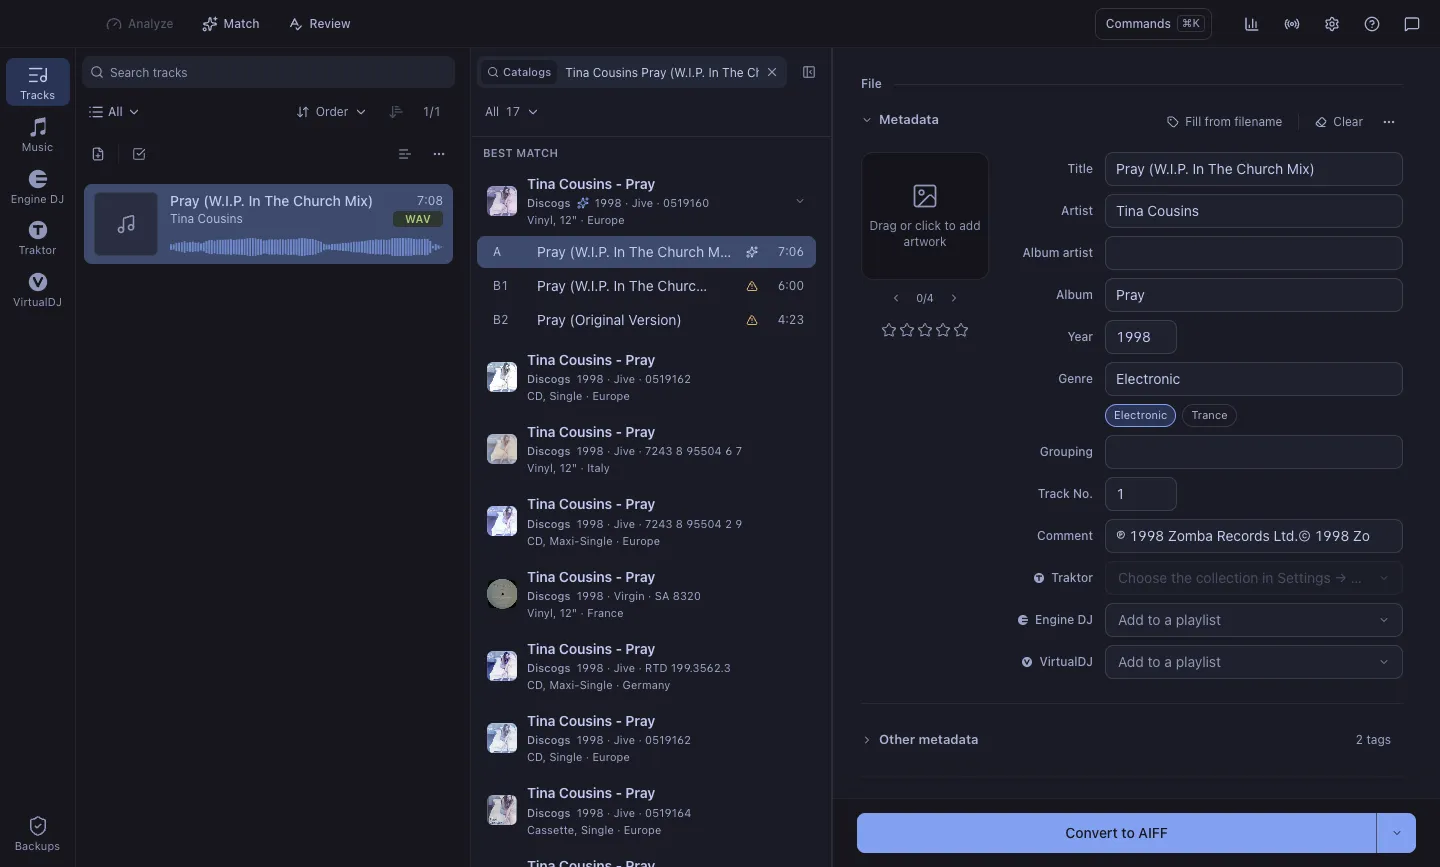 Analyze
Match
Review
Commands ⌘K
Tracks
Music
Engine DJ
Traktor
VirtualDJ
Backups
Search tracks
All
Order
1/1
Pray (W.I.P. In The Church Mix) 7:08
Tina Cousins WAV
Catalogs Tina Cousins Pray (W.I.P. In The Ch
All 17
BEST MATCH
Tina Cousins - Pray
Discogs 1998 · Jive · 0519160
Vinyl, 12" · Europe
A Pray (W.I.P. In The Church M... 7:06
B1 Pray (W.I.P. In The Churc... 6:00
B2 Pray (Original Version) 4:23
Tina Cousins - Pray
Discogs 1998 · Jive · 0519162
CD, Single · Europe
Tina Cousins - Pray
Discogs 1998 · Jive · 7243 8 95504 6 7
Vinyl, 12" · Italy
Tina Cousins - Pray
Discogs 1998 · Jive · 7243 8 95504 2 9
CD, Maxi-Single · Europe
Tina Cousins - Pray
Discogs 1998 · Virgin · SA 8320
Vinyl, 12" · France
Tina Cousins - Pray
Discogs 1998 · Jive · RTD 199.3562.3
CD, Maxi-Single · Germany
Tina Cousins - Pray
Discogs 1998 · Jive · 0519162
CD, Single · Europe
Tina Cousins - Pray
Discogs 1998 · Jive · 0519164
Cassette, Single · Europe
Tina Cousins - Pray
File
Metadata
Fill from filename
Clear
Drag or click to add
artwork
0/4
Title Pray (W.I.P. In The Church Mix)
Artist Tina Cousins
Album artist
Album Pray
Year 1998
Genre Electronic
Electronic Trance
Grouping
Track No. 1
Comment ℗ 1998 Zomba Records Ltd.© 1998 Zo
Traktor Choose the collection in Settings → ...
Engine DJ Add to a playlist
VirtualDJ Add to a playlist
Other metadata 2 tags
Convert to AIFF